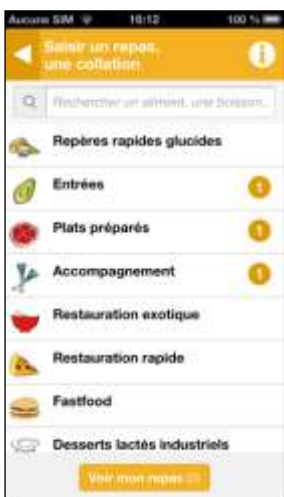 Aucune SIM 16:12 100 %
Saisir un repas,
une collation
Rechercher un aliment, une boisson...
Repères rapides glucides
Entrées 1
Plats préparés 1
Accompagnement 1
Restauration exotique
Restauration rapide
Fastfood
Desserts lactés industriels
Voir mon repas